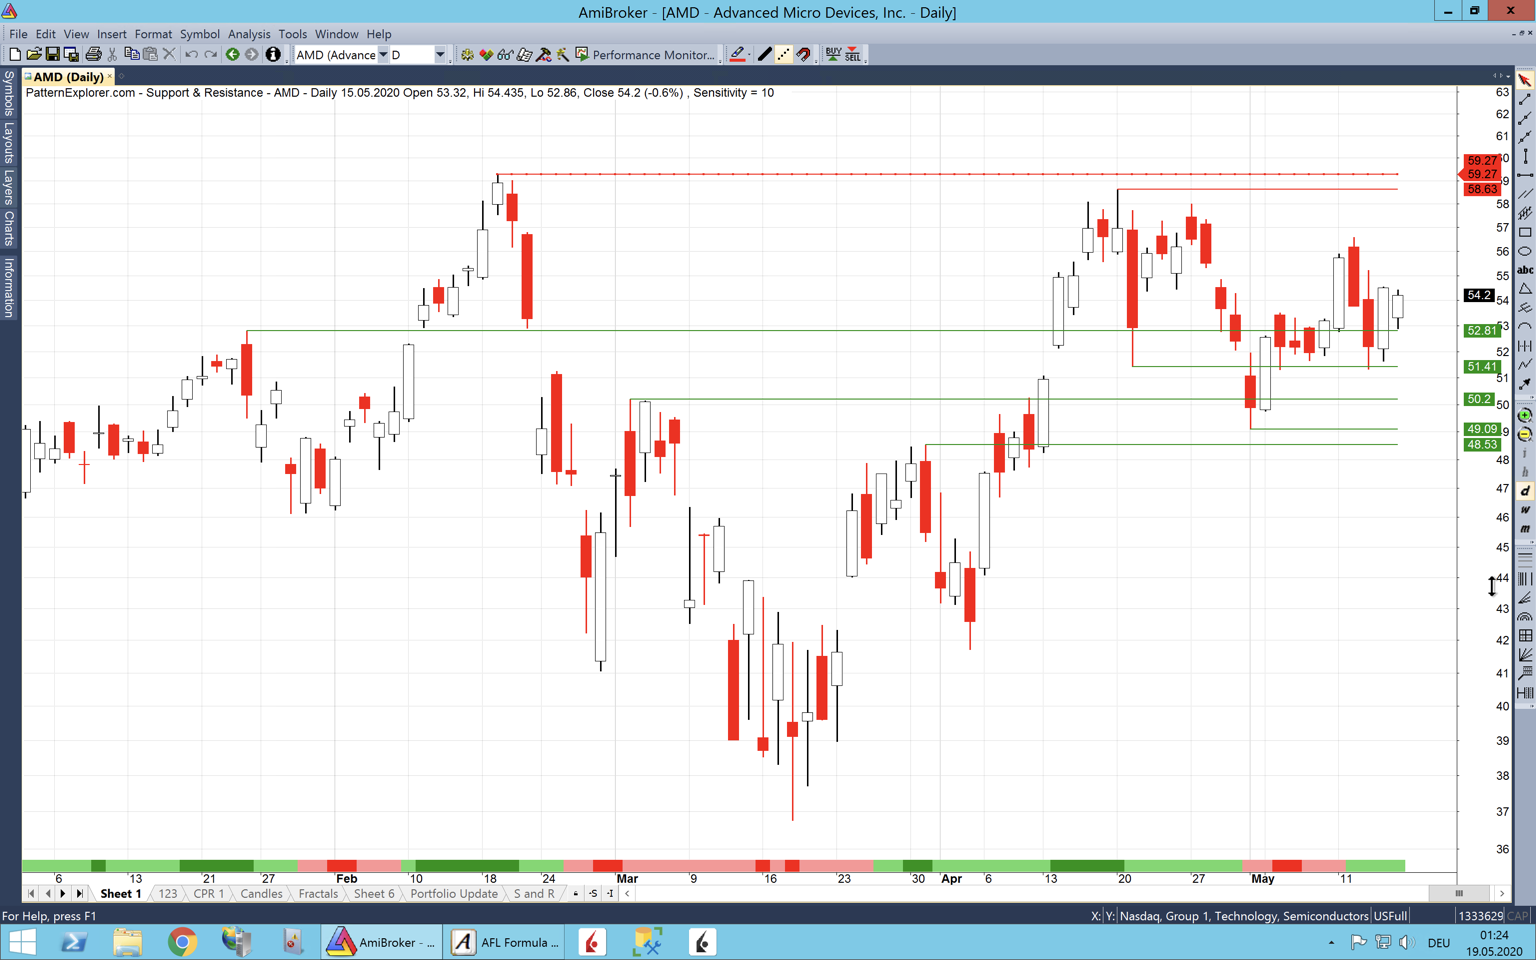 AmiBroker - [AMD - Advanced Micro Devices, Inc. - Daily]
File Edit View Insert Format Symbol Analysis Tools Window Help
AMD (Advance D Performance Monitor... BUY SELL
AMD (Daily)
PatternExplorer.com - Support & Resistance - AMD - Daily 15.05.2020 Open 53.32, Hi 54.435, Lo 52.86, Close 54.2 (-0.6%) , Sensitivity = 10
Symbols
Layouts
Layers
Charts
Information
63
62
61
59.27
59.27
58.63
58
57
56
55
54.2
54
52.81
52
51.41
51
50.2
50
49.09
48.53
48
47
46
45
44
43
42
41
40
39
38
37
36
abc
i
h
d
w
m
6 13 21 27 Feb 10 18 24 Mar 9 16 23 30 Apr 6 13 20 27 May 11
Sheet 1 123 CPR 1 Candles Fractals Sheet 6 Portfolio Update S and R -S -I
For Help, press F1
X: Y: Nasdaq, Group 1, Technology, Semiconductors USFull 1333629 CAP
AmiBroker - ... AFL Formula ... DEU 01:24
19.05.2020